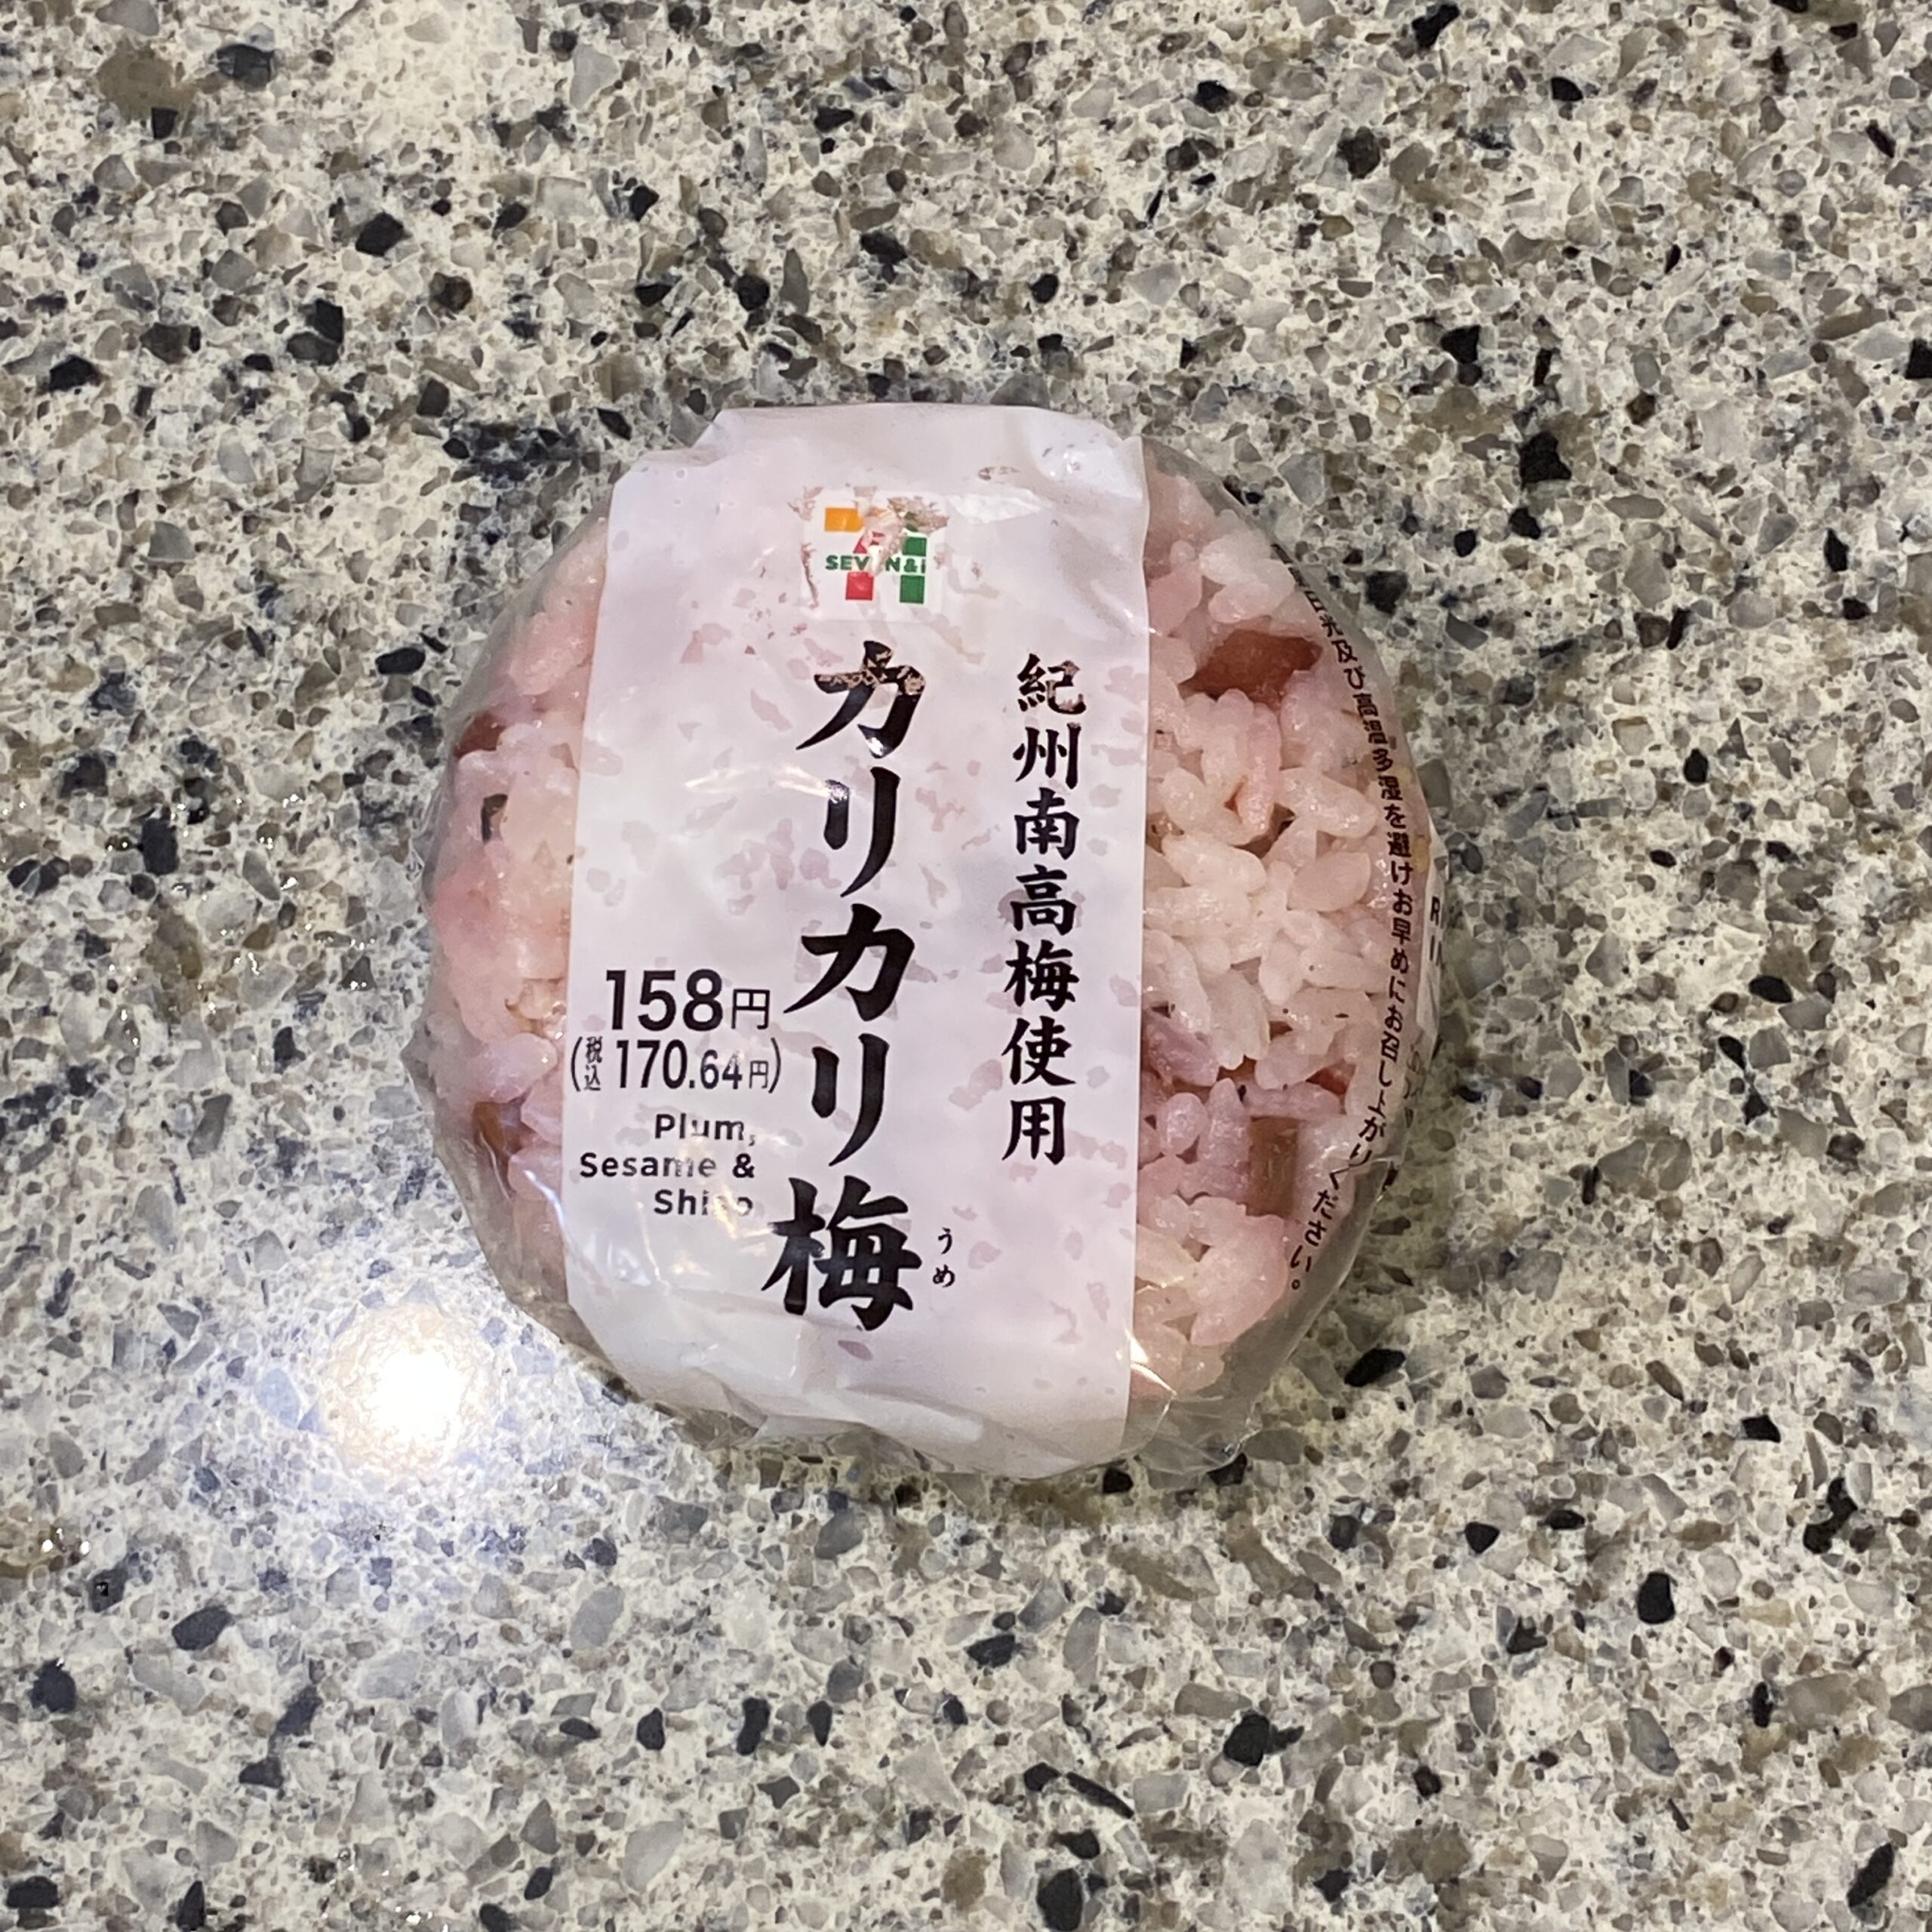 SEVEN&i
紀州南高梅使用
カリカリ梅
うめ
158円
(税込 170.64円)
Plum,
Sesame &
Shiso
光及び高温多湿を避けお早めにお召し上がりください。